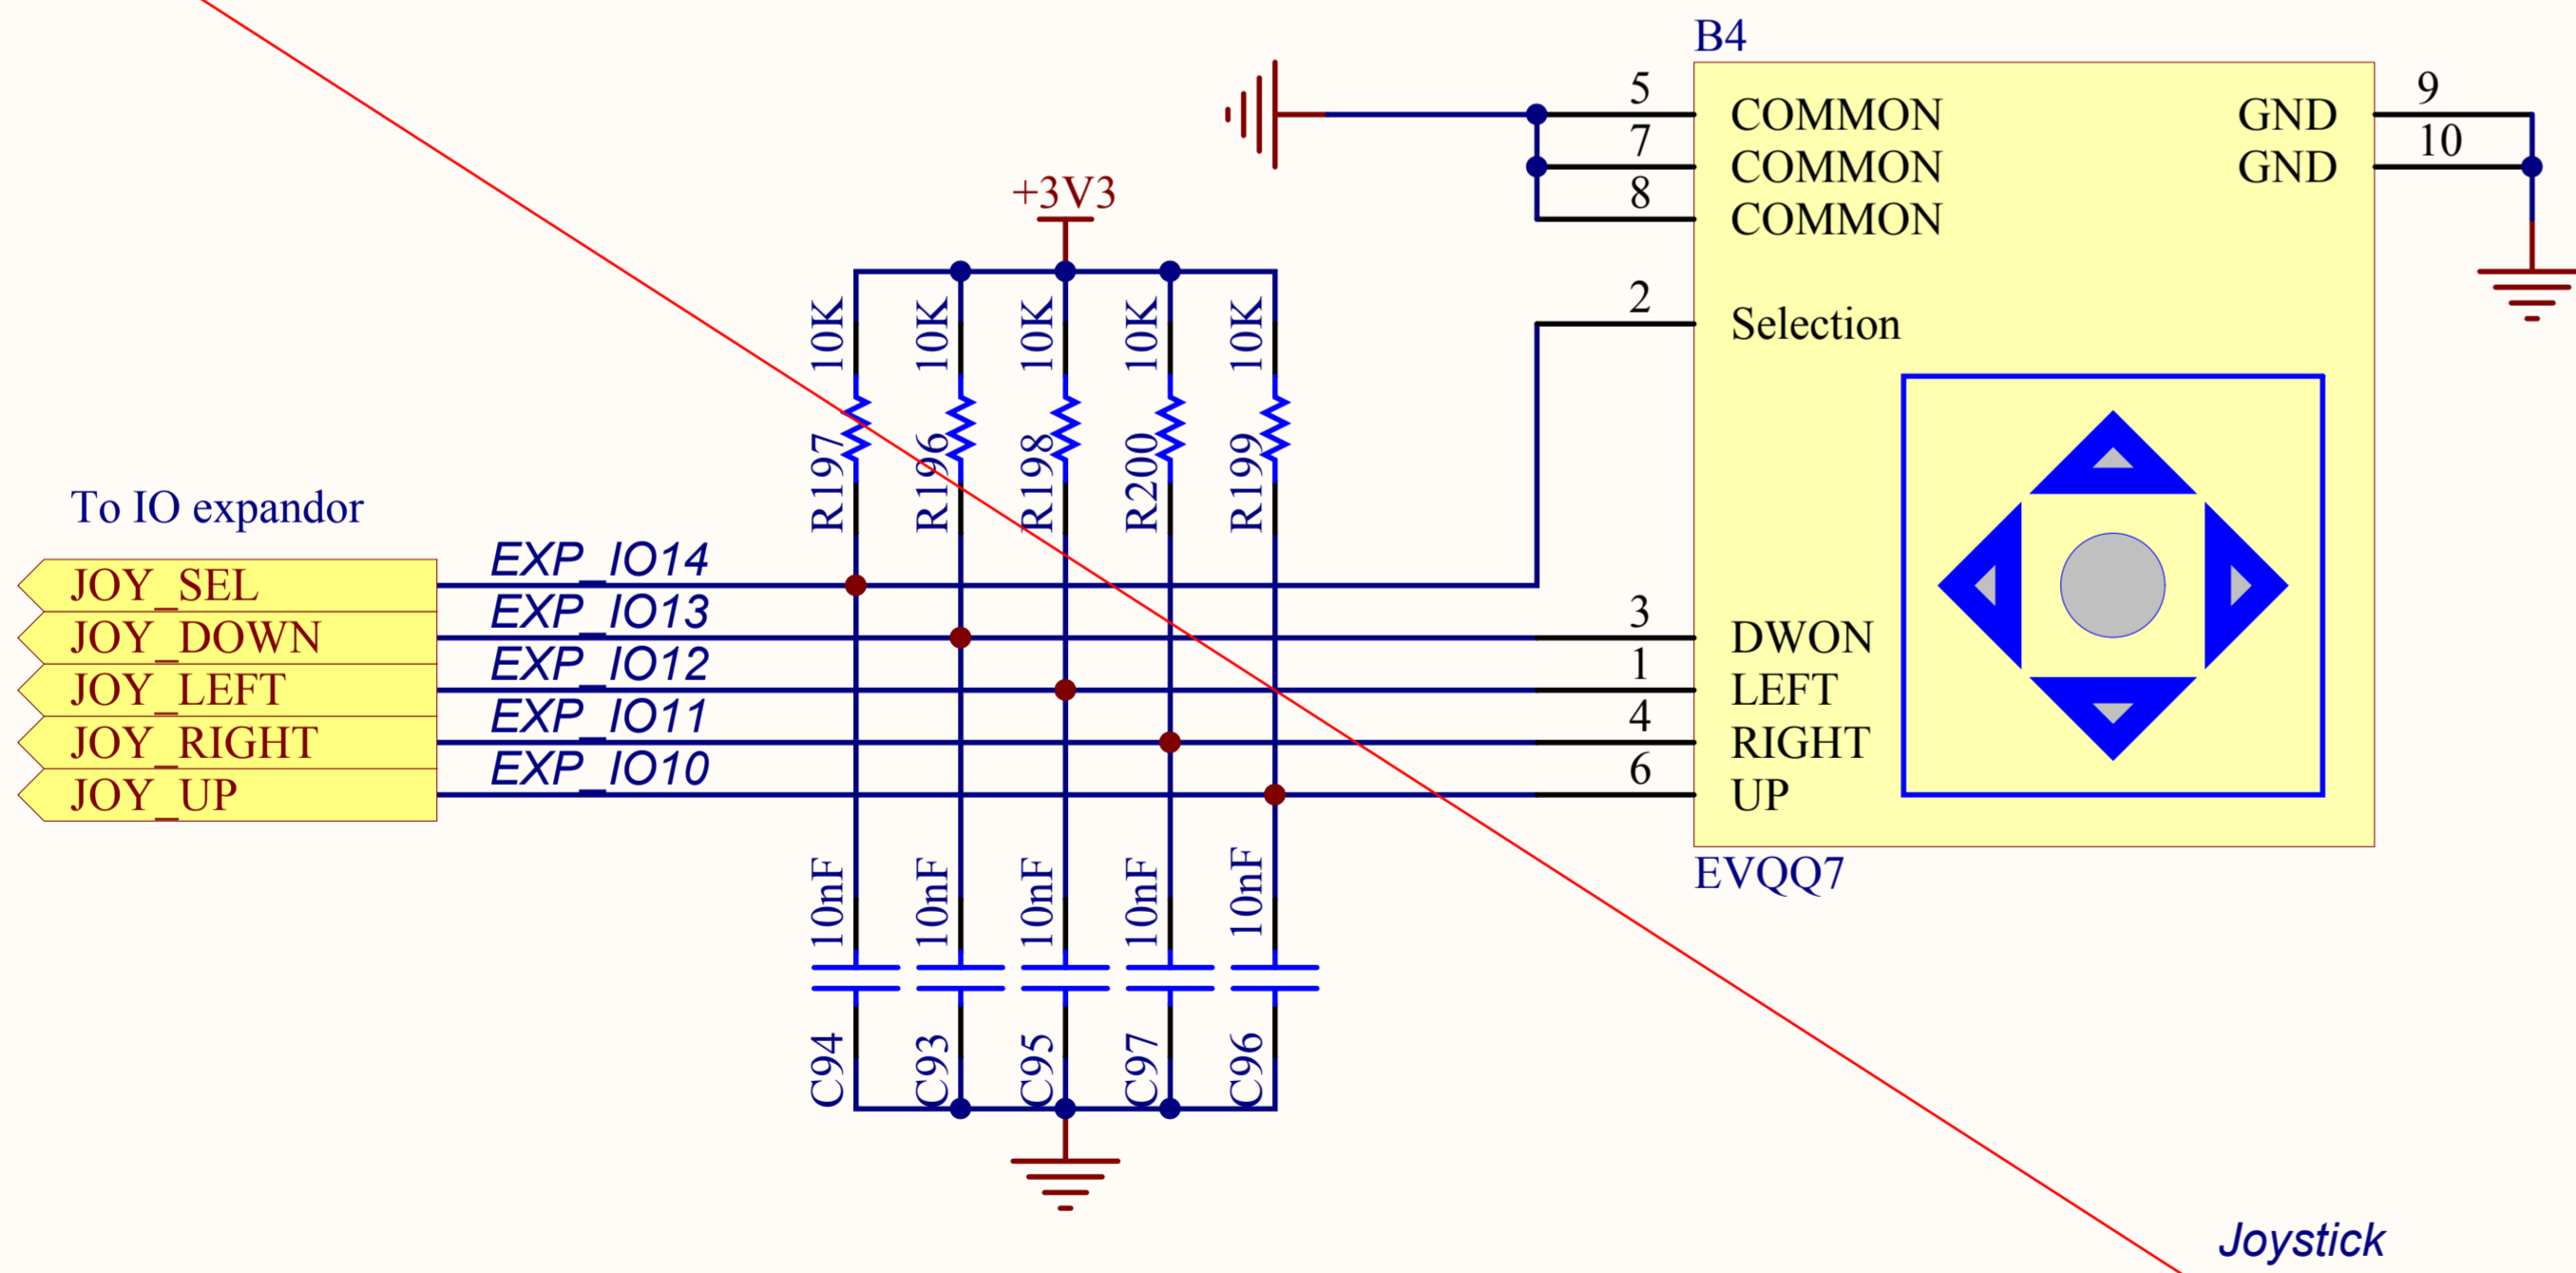 B4
5
COMMON
GND
9
7
COMMON
GND
10
8
COMMON
+3V3
2
Selection
10K
10K
10K
10K
10K
R197
R196
R198
R200
R199
To IO expandor
JOY_SEL
EXP_IO14
JOY_DOWN
EXP_IO13
3
DWON
JOY_LEFT
EXP_IO12
1
LEFT
JOY_RIGHT
EXP_IO11
4
RIGHT
JOY_UP
EXP_IO10
6
UP
EVQQ7
10nF
10nF
10nF
10nF
10nF
C94
C93
C95
C97
C96
Joystick